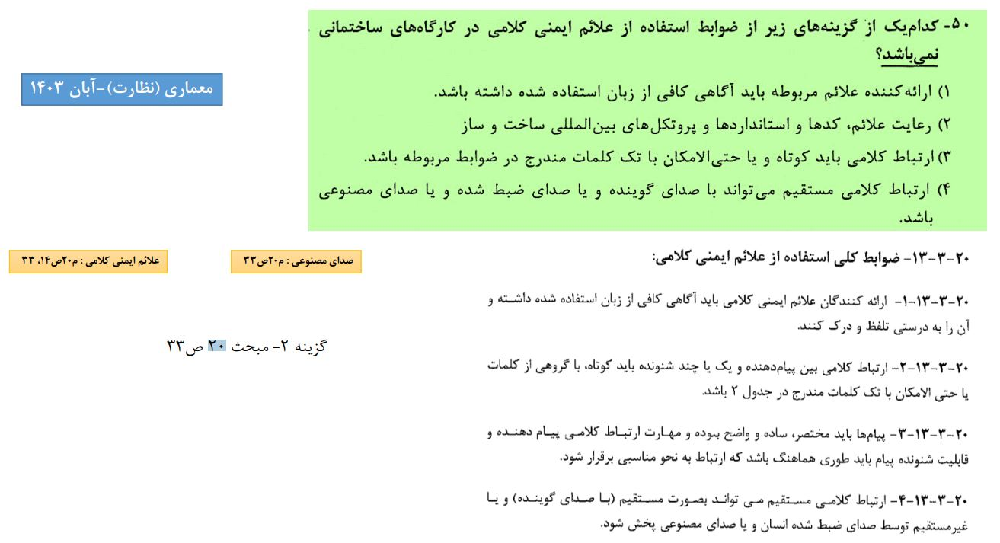 ۵۰- کدام‌یک از گزینه‌های زیر از ضوابط استفاده از علائم ایمنی کلامی در کارگاه‌های ساختمانی
نمی‌باشد؟
۱) ارائه‌کننده علائم مربوطه باید آگاهی کافی از زبان استفاده شده داشته باشد.
۲) رعایت علائم، کدها و استانداردها و پروتکل‌های بین‌المللی ساخت و ساز
۳) ارتباط کلامی باید کوتاه و یا حتی‌الامکان با تک کلمات مندرج در ضوابط مربوطه باشد.
۴) ارتباط کلامی مستقیم می‌تواند با صدای گوینده و یا صدای ضبط شده و یا صدای مصنوعی
باشد.
معماری (نظارت)-آبان ۱۴۰۳
صدای مصنوعی : م۲۰ص۳۳
علائم ایمنی کلامی : م۲۰ص۱۴، ۳۳
گزینه ۲- مبحث ۲۰ ص۳۳
۲۰-۳-۱۳- ضوابط کلی استفاده از علائم ایمنی کلامی:
۲۰-۳-۱۳-۱- ارائه کنندگان علائم ایمنی کلامی باید آگاهی کافی از زبان استفاده شده داشته و
آن را به درستی تلفظ و درک کنند.
۲۰-۳-۱۳-۲- ارتباط کلامی بین پیام‌دهنده و یک یا چند شنونده باید کوتاه، با گروهی از کلمات
یا حتی الامکان با تک کلمات مندرج در جدول ۲ باشد.
۲۰-۳-۱۳-۳- پیام‌ها باید مختصر، ساده و واضح بوده و مهارت ارتباط کلامی پیام دهنده و
قابلیت شنونده پیام باید طوری هماهنگ باشد که ارتباط به نحو مناسبی برقرار شود.
۲۰-۳-۱۳-۴- ارتباط کلامی مستقیم می تواند بصورت مستقیم (با صدای گوینده) و یا
غیرمستقیم توسط صدای ضبط شده انسان و یا صدای مصنوعی پخش شود.